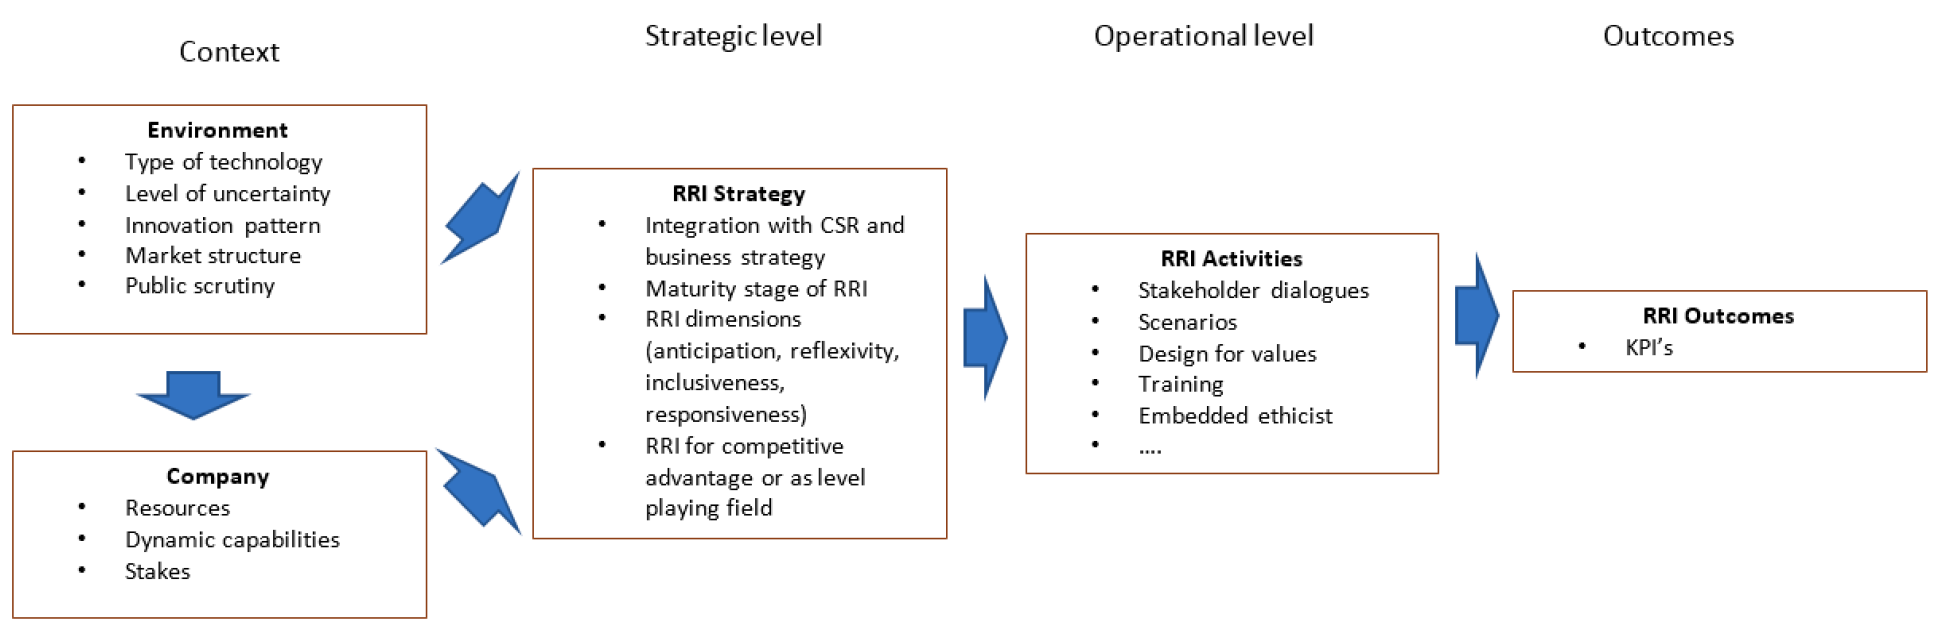 Context
Strategic level
Operational level
Outcomes
Environment
• Type of technology
• Level of uncertainty
• Innovation pattern
• Market structure
• Public scrutiny
Company
• Resources
• Dynamic capabilities
• Stakes
RRI Strategy
• Integration with CSR and
business strategy
• Maturity stage of RRI
• RRI dimensions
(anticipation, reflexivity,
inclusiveness,
responsiveness)
• RRI for competitive
advantage or as level
playing field
RRI Activities
• Stakeholder dialogues
• Scenarios
• Design for values
• Training
• Embedded ethicist
• ....
RRI Outcomes
• KPI’s